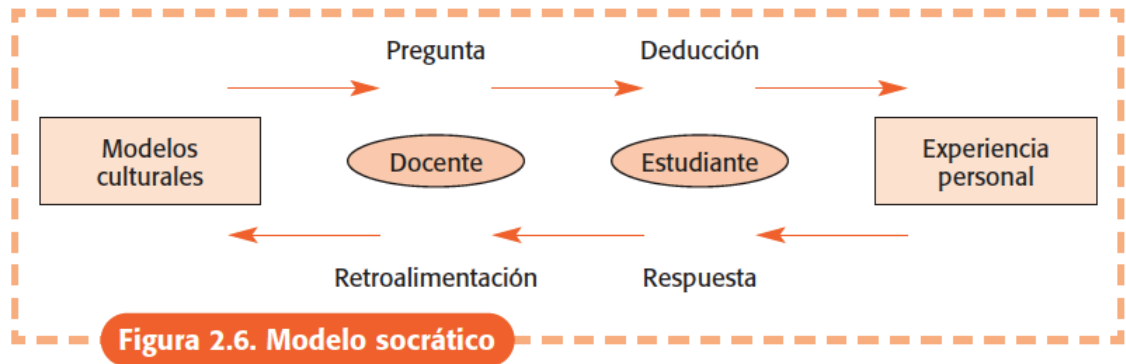 Pregunta
Deducción
Modelos
culturales
Docente
Estudiante
Experiencia
personal
Retroalimentación
Respuesta
Figura 2.6. Modelo socrático